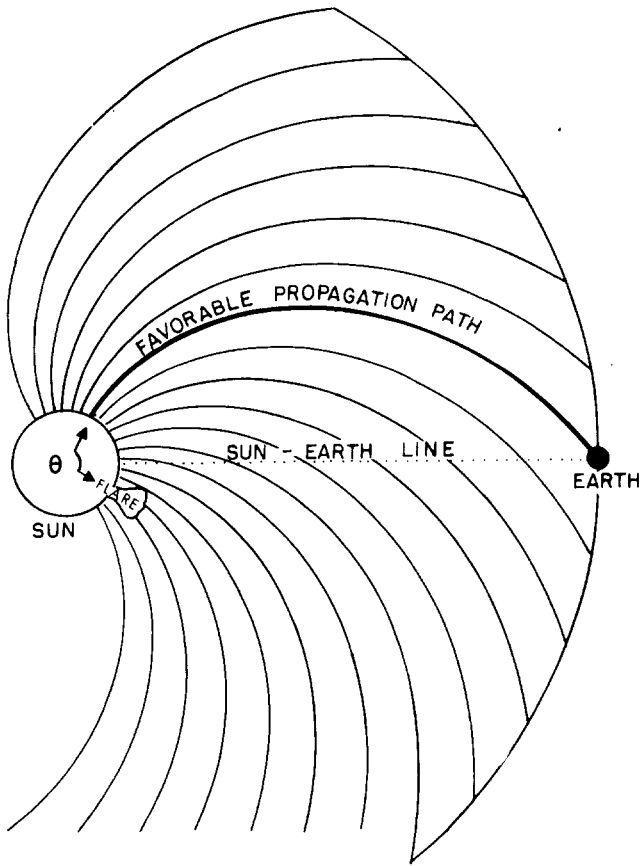 FAVORABLE PROPAGATION PATH
SUN – EARTH LINE
θ
FLARE
EARTH
SUN